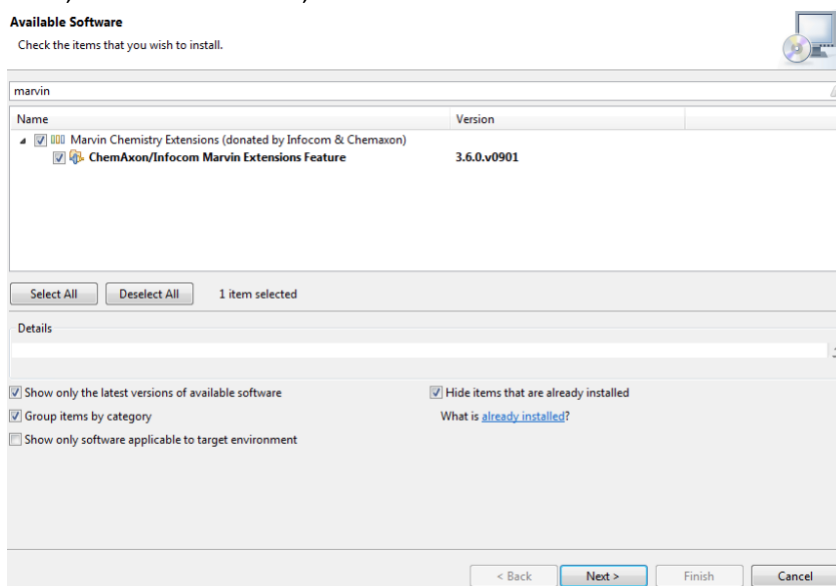 Available Software
Check the items that you wish to install.
marvin
Name Version
Marvin Chemistry Extensions (donated by Infocom & Chemaxon)
ChemAxon/Infocom Marvin Extensions Feature 3.6.0.v0901
Select All Deselect All 1 item selected
Details
Show only the latest versions of available software Hide items that are already installed
Group items by category What is already installed?
Show only software applicable to target environment
< Back Next > Finish Cancel